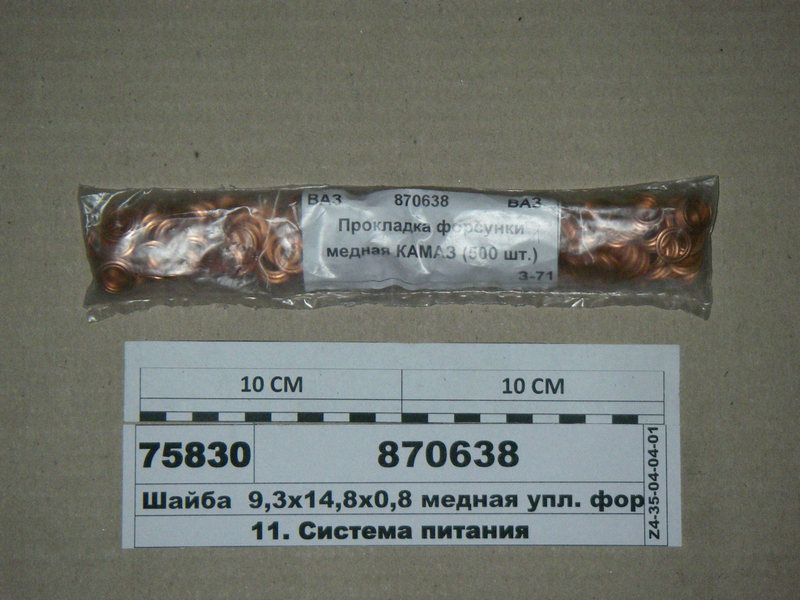 ВАЗ 870638 ВАЗ
Прокладка форсунки
медная КАМАЗ (500 шт.)
З-71
10 СМ 10 СМ
75830 870638
Шайба 9,3х14,8х0,8 медная упл. фор
11. Система питания
Z4-35-04-04-01